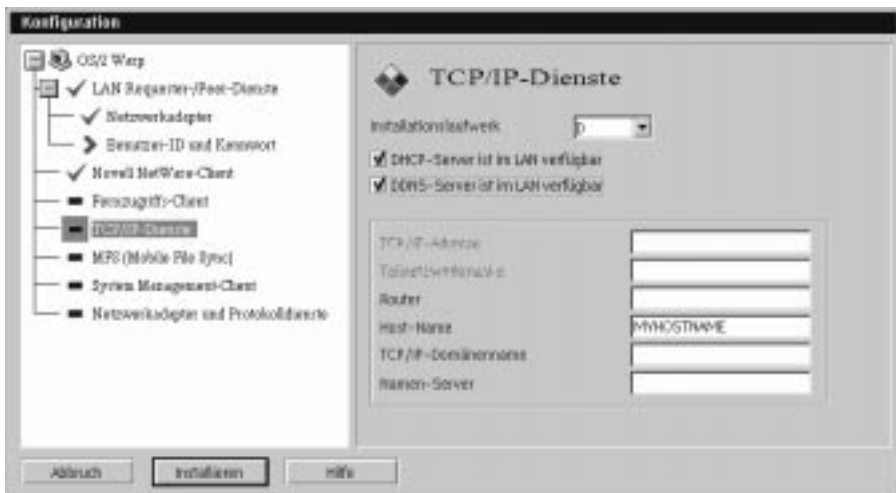 Konfiguration
OS/2 Warp
LAN Requester-/Peer-Dienste
Netzwerkadapter
Benutzer-ID und Kennwort
Novell NetWare-Client
Fernzugriffs-Client
TCP/IP-Dienste
MFS (Mobile File Sync)
System Management-Client
Netzwerkadapter und Protokolldienste
TCP/IP-Dienste
Installationslaufwerk D
DHCP-Server ist im LAN verfügbar
DDNS-Server ist im LAN verfügbar
TCP/IP-Adresse
Teilnetzwerkmaske
Router
Host-Name MYHOSTNAME
TCP/IP-Domänenname
Namen-Server
Abbruch Installieren Hilfe